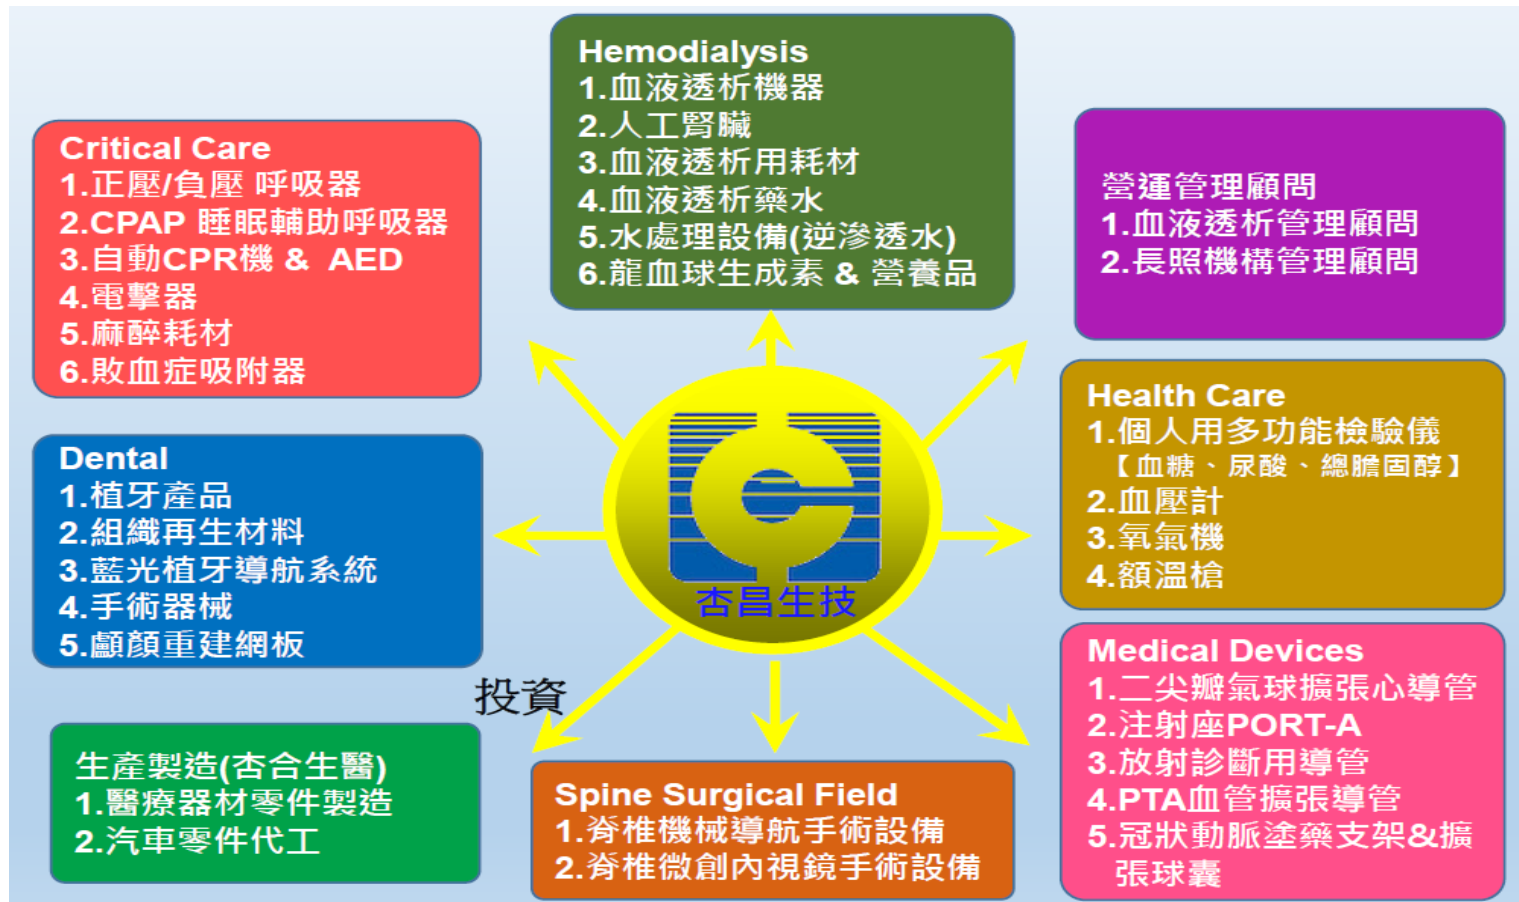 Hemodialysis
1.血液透析機器
2.人工腎臟
3.血液透析用耗材
4.血液透析藥水
5.水處理設備(逆滲透水)
6.龍血球生成素 & 營養品
Critical Care
1.正壓/負壓 呼吸器
2.CPAP 睡眠輔助呼吸器
3.自動CPR機 & AED
4.電擊器
5.麻醉耗材
6.敗血症吸附器
營運管理顧問
1.血液透析管理顧問
2.長照機構管理顧問
Dental
1.植牙產品
2.組織再生材料
3.藍光植牙導航系統
4.手術器械
5.顱顏重建網板
杏昌生技
Health Care
1.個人用多功能檢驗儀
【血糖、尿酸、總膽固醇】
2.血壓計
3.氧氣機
4.額溫槍
投資
生產製造(杏合生醫)
1.醫療器材零件製造
2.汽車零件代工
Spine Surgical Field
1.脊椎機械導航手術設備
2.脊椎微創內視鏡手術設備
Medical Devices
1.二尖瓣氣球擴張心導管
2.注射座PORT-A
3.放射診斷用導管
4.PTA血管擴張導管
5.冠狀動脈塗藥支架&擴
張球囊